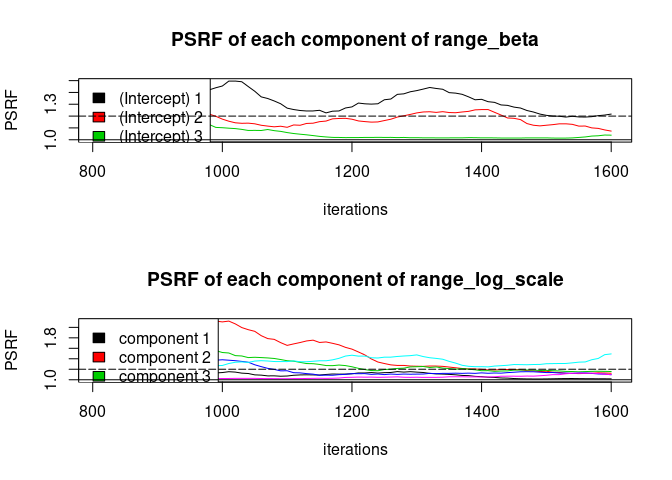 PSRF of each component of range_beta
PSRF
1.3
1.0
(Intercept) 1
(Intercept) 2
(Intercept) 3
800 1000 1200 1400 1600
iterations
PSRF of each component of range_log_scale
PSRF
1.8
1.0
component 1
component 2
component 3
800 1000 1200 1400 1600
iterations